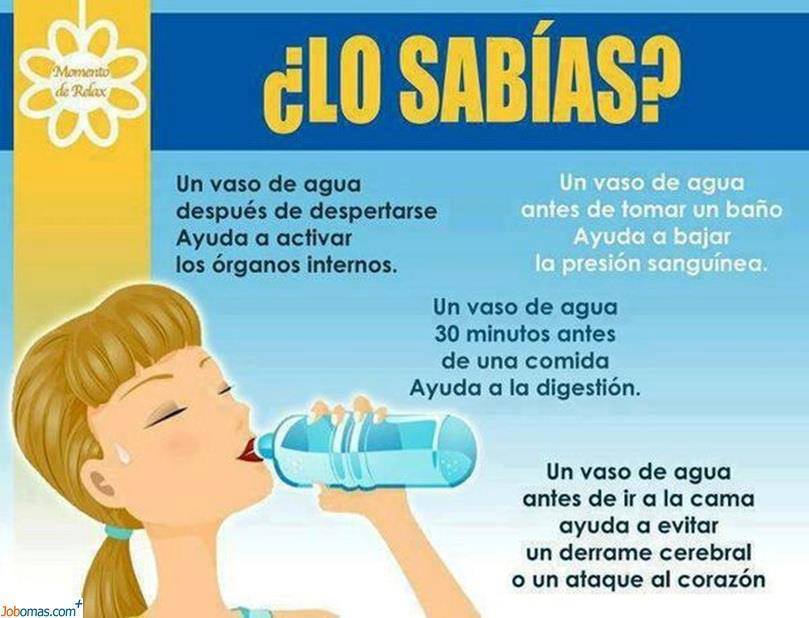 Momento
de Relax
¿LO SABÍAS?
Un vaso de agua
después de despertarse
Ayuda a activar
los órganos internos.
Un vaso de agua
antes de tomar un baño
Ayuda a bajar
la presión sanguínea.
Un vaso de agua
30 minutos antes
de una comida
Ayuda a la digestión.
Un vaso de agua
antes de ir a la cama
ayuda a evitar
un derrame cerebral
o un ataque al corazón
Jobomas.com+